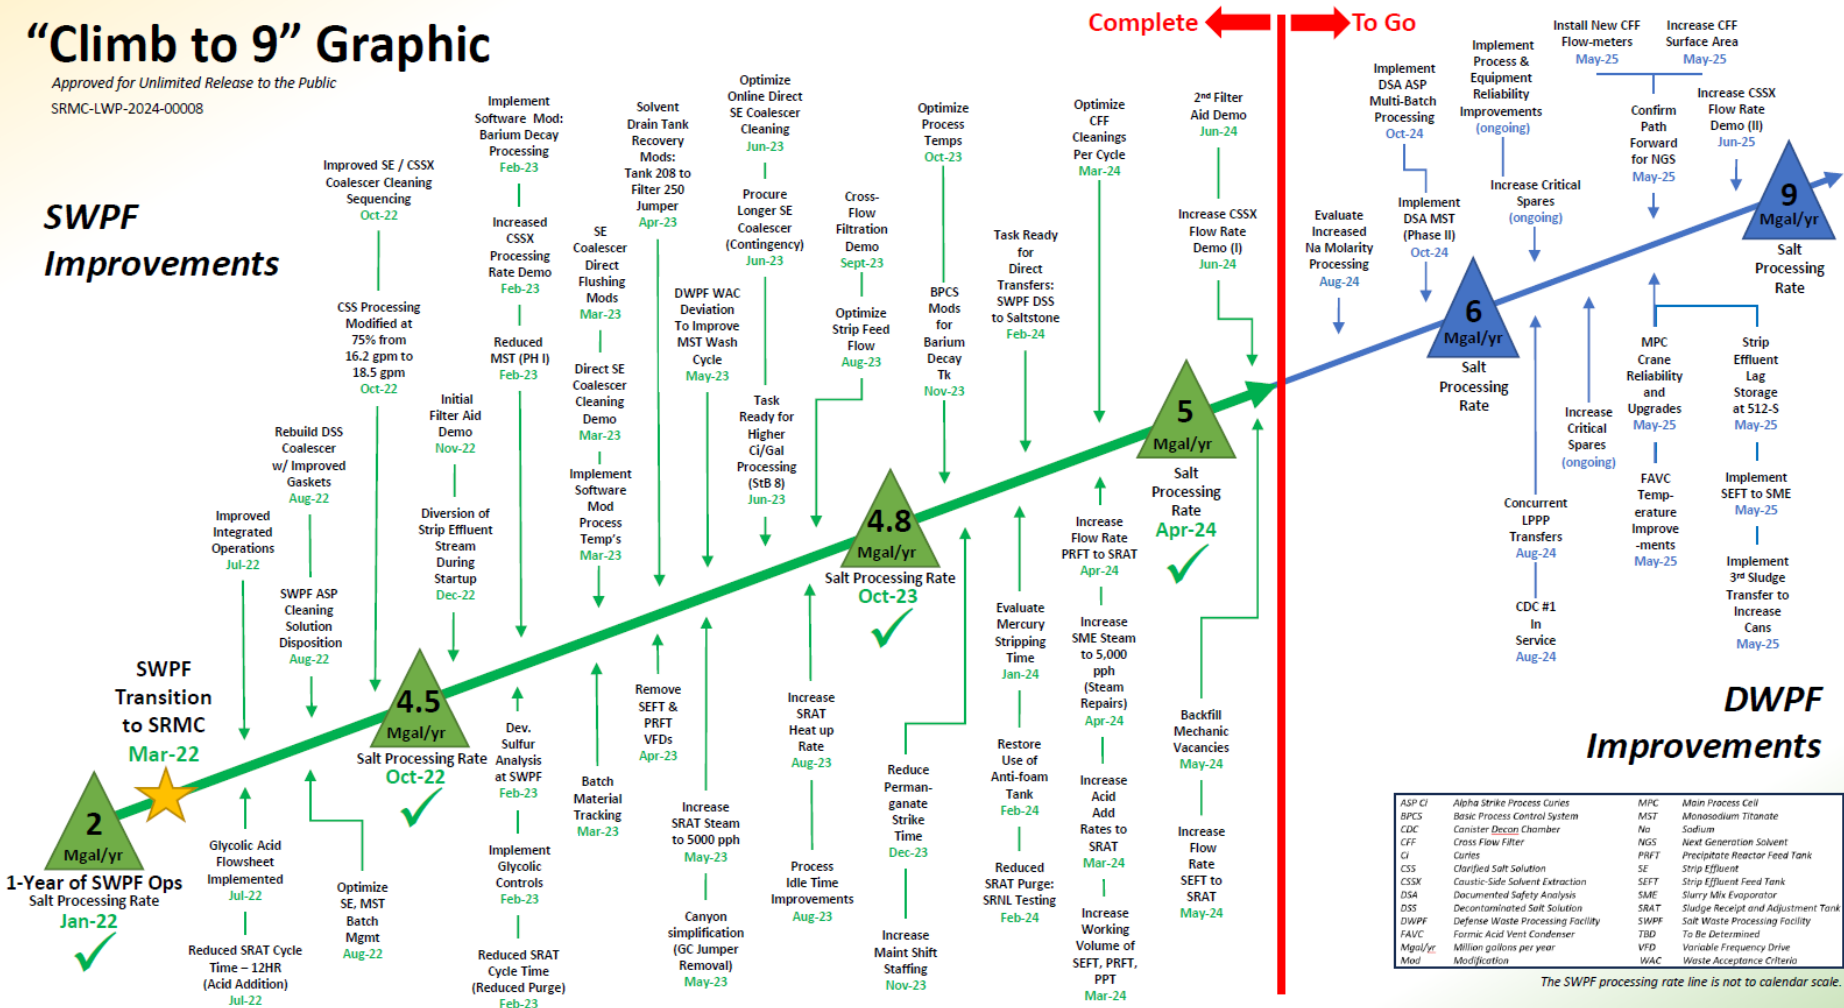 “Climb to 9” Graphic
Approved for Unlimited Release to the Public
SRMC-LWP-2024-00008
Complete
To Go
SWPF
Improvements
Improved SE / CSSX
Coalescer Cleaning
Sequencing
Oct-22
CSS Processing
Modified at
75% from
16.2 gpm to
18.5 gpm
Oct-22
Rebuild DSS
Coalescer
w/ Improved
Gaskets
Aug-22
SWPF ASP
Cleaning
Solution
Disposition
Aug-22
Improved
Integrated
Operations
Jul-22
Initial
Filter Aid
Demo
Nov-22
Diversion of
Strip Effluent
Stream
During
Startup
Dec-22
Implement
Software Mod:
Barium Decay
Processing
Feb-23
Increased
CSSX
Processing
Rate Demo
Feb-23
Reduced
MST (PH I)
Feb-23
SE
Coalescer
Direct
Flushing
Mods
Mar-23
Direct SE
Coalescer
Cleaning
Demo
Mar-23
Implement
Software
Mod
Process
Temp's
Mar-23
Solvent
Drain Tank
Recovery
Mods:
Tank 208 to
Filter 250
Jumper
Apr-23
DWPF WAC
Deviation
To Improve
MST Wash
Cycle
May-23
Optimize
Online Direct
SE Coalescer
Cleaning
Jun-23
Procure
Longer SE
Coalescer
(Contingency)
Jun-23
Task
Ready for
Higher
Ci/Gal
Processing
(StB 8)
Jun-23
Cross-
Flow
Filtration
Demo
Sept-23
Optimize
Strip Feed
Flow
Aug-23
Optimize
Process
Temps
Oct-23
BPCS
Mods
for
Barium
Decay
Tk
Nov-23
Task Ready
for
Direct
Transfers:
SWPF DSS
to Saltstone
Feb-24
Optimize
CFF
Cleanings
Per Cycle
Mar-24
2nd Filter
Aid Demo
Jun-24
Increase CSSX
Flow Rate
Demo (I)
Jun-24
Evaluate
Increased
Na Molarity
Processing
Aug-24
Implement
DSA ASP
Multi-Batch
Processing
Oct-24
Implement
DSA MST
(Phase II)
Oct-24
Implement
Process &
Equipment
Reliability
Improvements
(ongoing)
Increase Critical
Spares
(ongoing)
Install New CFF
Flow-meters
May-25
Increase CFF
Surface Area
May-25
Confirm
Path
Forward
for NGS
May-25
Increase CSSX
Flow Rate
Demo (II)
Jun-25
SWPF
Transition
to SRMC
Mar-22
2
Mgal/yr
1-Year of SWPF Ops
Salt Processing Rate
Jan-22
4.5
Mgal/yr
Salt Processing Rate
Oct-22
4.8
Mgal/yr
Salt Processing Rate
Oct-23
5
Mgal/yr
Salt
Processing
Rate
Apr-24
6
Mgal/yr
Salt
Processing
Rate
9
Mgal/yr
Salt
Processing
Rate
Glycolic Acid
Flowsheet
Implemented
Jul-22
Reduced SRAT Cycle
Time – 12HR
(Acid Addition)
Jul-22
Optimize
SE, MST
Batch
Mgmt
Aug-22
Dev.
Sulfur
Analysis
at SWPF
Feb-23
Implement
Glycolic
Controls
Feb-23
Reduced SRAT
Cycle Time
(Reduced Purge)
Feb-23
Batch
Material
Tracking
Mar-23
Remove
SEFT &
PRFT
VFDs
Apr-23
Increase
SRAT Steam
to 5000 pph
May-23
Canyon
simplification
(GC Jumper
Removal)
May-23
Increase
SRAT
Heat up
Rate
Aug-23
Process
Idle Time
Improvements
Aug-23
Reduce
Perman-
ganate
Strike
Time
Dec-23
Increase
Maint Shift
Staffing
Nov-23
Evaluate
Mercury
Stripping
Time
Jan-24
Restore
Use of
Anti-foam
Tank
Feb-24
Reduced
SRAT Purge:
SRNL Testing
Feb-24
Increase
Flow Rate
PRFT to SRAT
Apr-24
Increase
SME Steam
to 5,000
pph
(Steam
Repairs)
Apr-24
Increase
Acid
Add
Rates to
SRAT
Mar-24
Increase
Working
Volume of
SEFT, PRFT,
PPT
Mar-24
Backfill
Mechanic
Vacancies
May-24
Increase
Flow
Rate
SEFT to
SRAT
May-24
Concurrent
LPPP
Transfers
Aug-24
CDC #1
In
Service
Aug-24
Increase
Critical
Spares
(ongoing)
MPC
Crane
Reliability
and
Upgrades
May-25
FAVC
Temp-
erature
Improve
-ments
May-25
Strip
Effluent
Lag
Storage
at 512-S
May-25
Implement
SEFT to SME
May-25
Implement
3rd Sludge
Transfer to
Increase
Cans
May-25
DWPF
Improvements
ASP Ci Alpha Strike Process Curies MPC Main Process Cell
BPCS Basic Process Control System MST Monosodium Titanate
CDC Canister Decon Chamber Na Sodium
CFF Cross Flow Filter NGS Next Generation Solvent
Ci Curies PRFT Precipitate Reactor Feed Tank
CSS Clarified Salt Solution SE Strip Effluent
CSSX Caustic-Side Solvent Extraction SEFT Strip Effluent Feed Tank
DSA Documented Safety Analysis SME Slurry Mix Evaporator
DSS Decontaminated Salt Solution SRAT Sludge Receipt and Adjustment Tank
DWPF Defense Waste Processing Facility SWPF Salt Waste Processing Facility
FAVC Formic Acid Vent Condenser TBD To Be Determined
Mgal/yr Million gallons per year VFD Variable Frequency Drive
Mod Modification WAC Waste Acceptance Criteria
The SWPF processing rate line is not to calendar scale.